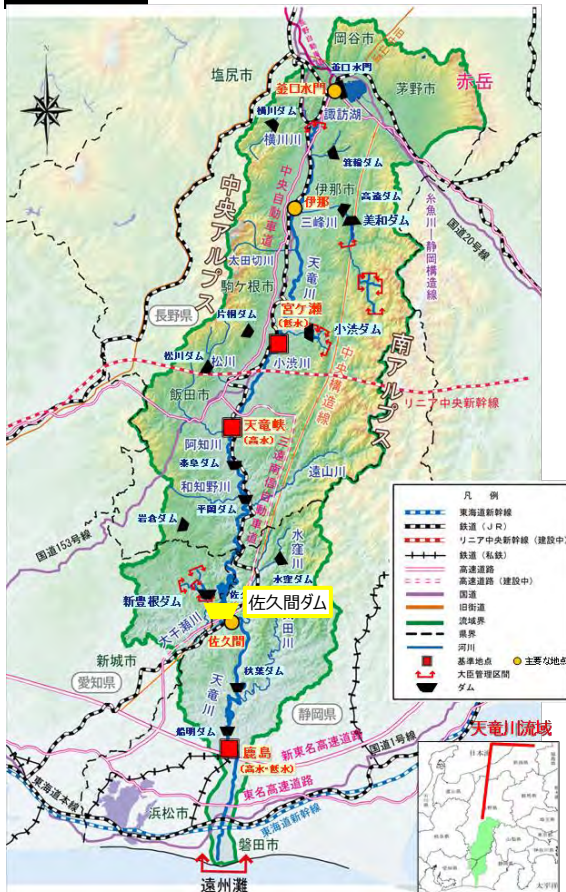 岡谷市
塩尻市
釜口水門
釜口水門
茅野市
赤岳
横川ダム
諏訪湖
横川川
箕輪ダム
中央自動車道
伊那市
高遠ダム
伊那
三峰川
美和ダム
糸魚川―静岡構造線
国道20号線
中央アルプス
太田切川
天竜川
駒ケ根市
長野県
宮ケ瀬
(低水)
片桐ダム
小渋ダム
松川ダム
松川
小渋川
中央構造線
南アルプス
飯田市
リニア中央新幹線
天竜峡
(高水)
阿知川
泰阜ダム
三遠南信自動車道
遠山川
和知野川
平岡ダム
岩倉ダム
国道153号線
水窪川
水窪ダム
新豊根ダム
佐久間ダム
大千瀬川
佐久間
新城市
愛知県
秋葉ダム
天竜川
静岡県
船明ダム
鹿島
(高水・低水)
新東名高速道路
国道1号線
東名高速道路
東海道本線
東海道新幹線
浜松市
磐田市
遠州灘
凡 例
東海道新幹線
鉄道(JR)
リニア中央新幹線(建設中)
鉄道(私鉄)
高速道路
高速道路(建設中)
国道
旧街道
流域界
県界
河川
基準地点
主要な地点
大臣管理区間
ダム
天竜川流域
日本海
太平洋